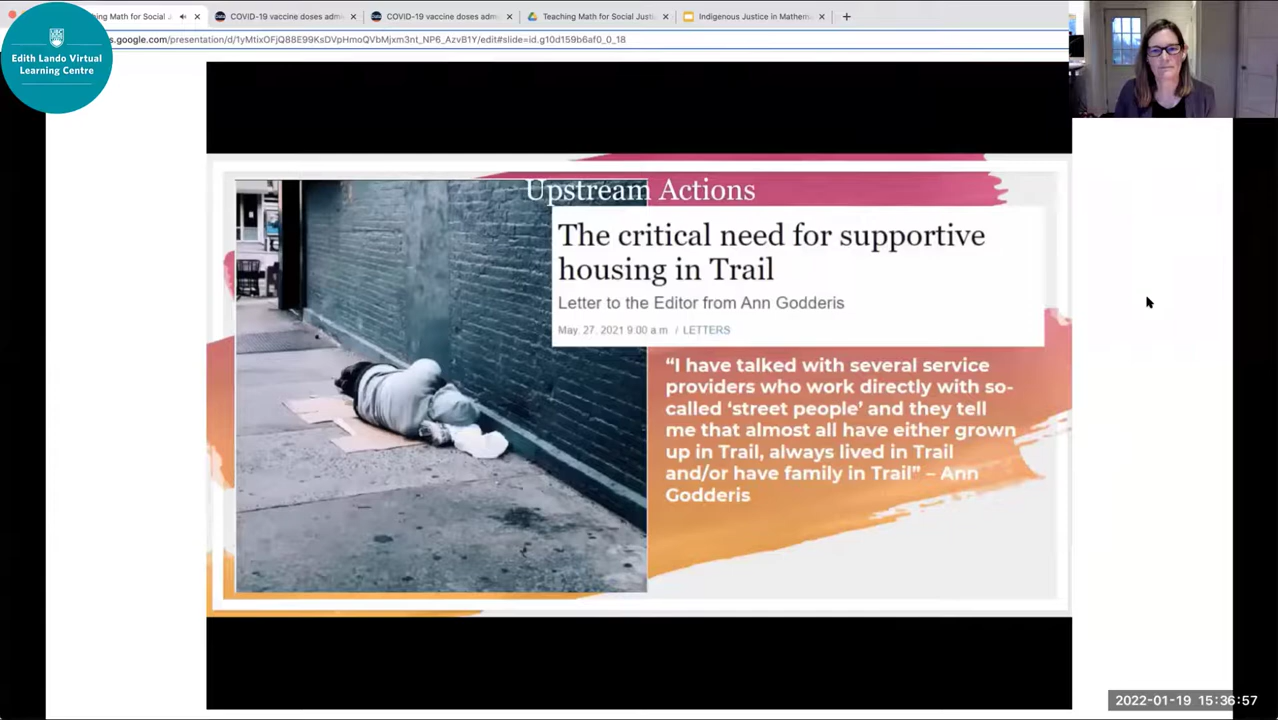 ching Math for Social J
COVID-19 vaccine doses adm
COVID-19 vaccine doses adm
Teaching Math for Social Justic
Indigenous Justice in Mathem
s.google.com/presentation/d/1yMtixOFjQ88E99KsDVpHmoQVbMjxm3nt_NP6_AzvB1Y/edit#slide=id.g10d159b6af0_0_18
UBC
Edith Lando Virtual
Learning Centre
Upstream Actions
The critical need for supportive
housing in Trail
Letter to the Editor from Ann Godderis
May. 27, 2021 9:00 a.m. / LETTERS
“I have talked with several service
providers who work directly with so-
called ‘street people’ and they tell
me that almost all have either grown
up in Trail, always lived in Trail
and/or have family in Trail” – Ann
Godderis
2022-01-19 15:36:57